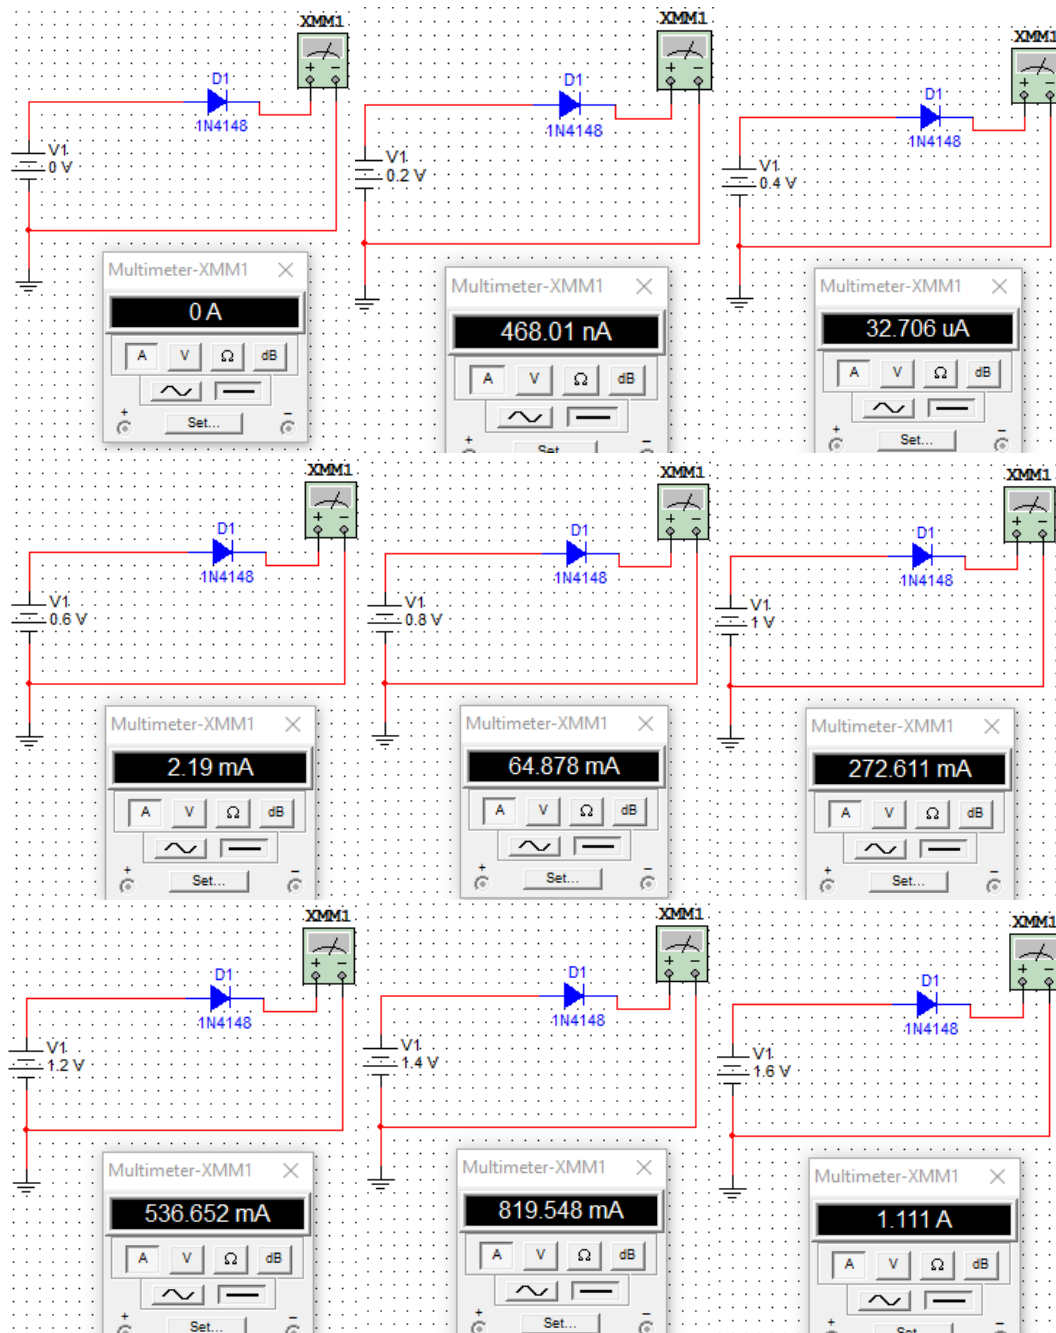 XMM1
+ −
D1
1N4148
V1
0 V
Multimeter-XMM1
0 A
A V Ω dB
+ −
Set...
XMM1
+ −
D1
1N4148
V1
0.2 V
Multimeter-XMM1
468.01 nA
A V Ω dB
+ −
Set...
XMM1
+ −
D1
1N4148
V1
0.4 V
Multimeter-XMM1
32.706 uA
A V Ω dB
+ −
Set...
XMM1
+ −
D1
1N4148
V1
0.6 V
Multimeter-XMM1
2.19 mA
A V Ω dB
+ −
Set...
XMM1
+ −
D1
1N4148
V1
0.8 V
Multimeter-XMM1
64.878 mA
A V Ω dB
+ −
Set...
XMM1
+ −
D1
1N4148
V1
1 V
Multimeter-XMM1
272.611 mA
A V Ω dB
+ −
Set...
XMM1
+ −
D1
1N4148
V1
1.2 V
Multimeter-XMM1
536.652 mA
A V Ω dB
+ −
Set...
XMM1
+ −
D1
1N4148
V1
1.4 V
Multimeter-XMM1
819.548 mA
A V Ω dB
+ −
Set...
XMM1
+ −
D1
1N4148
V1
1.6 V
Multimeter-XMM1
1.111 A
A V Ω dB
+ −
Set...